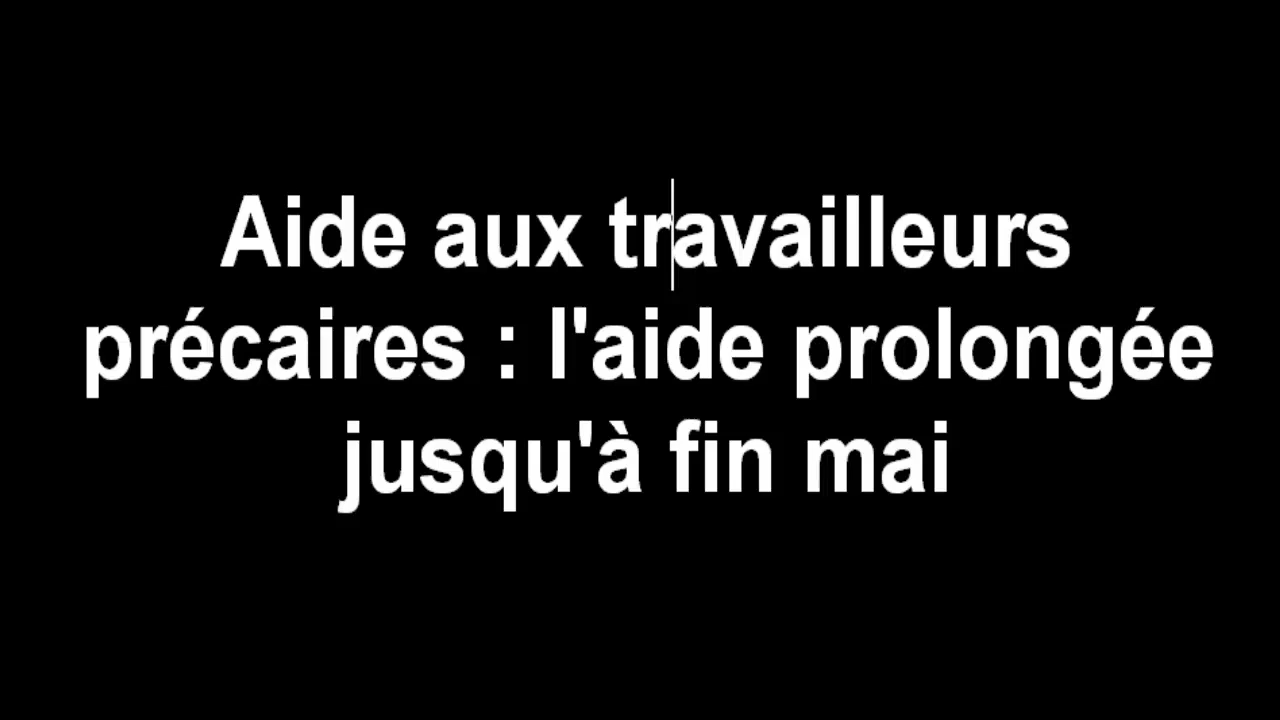 Aide aux travailleurs
précaires : l'aide prolongée
jusqu'à fin mai